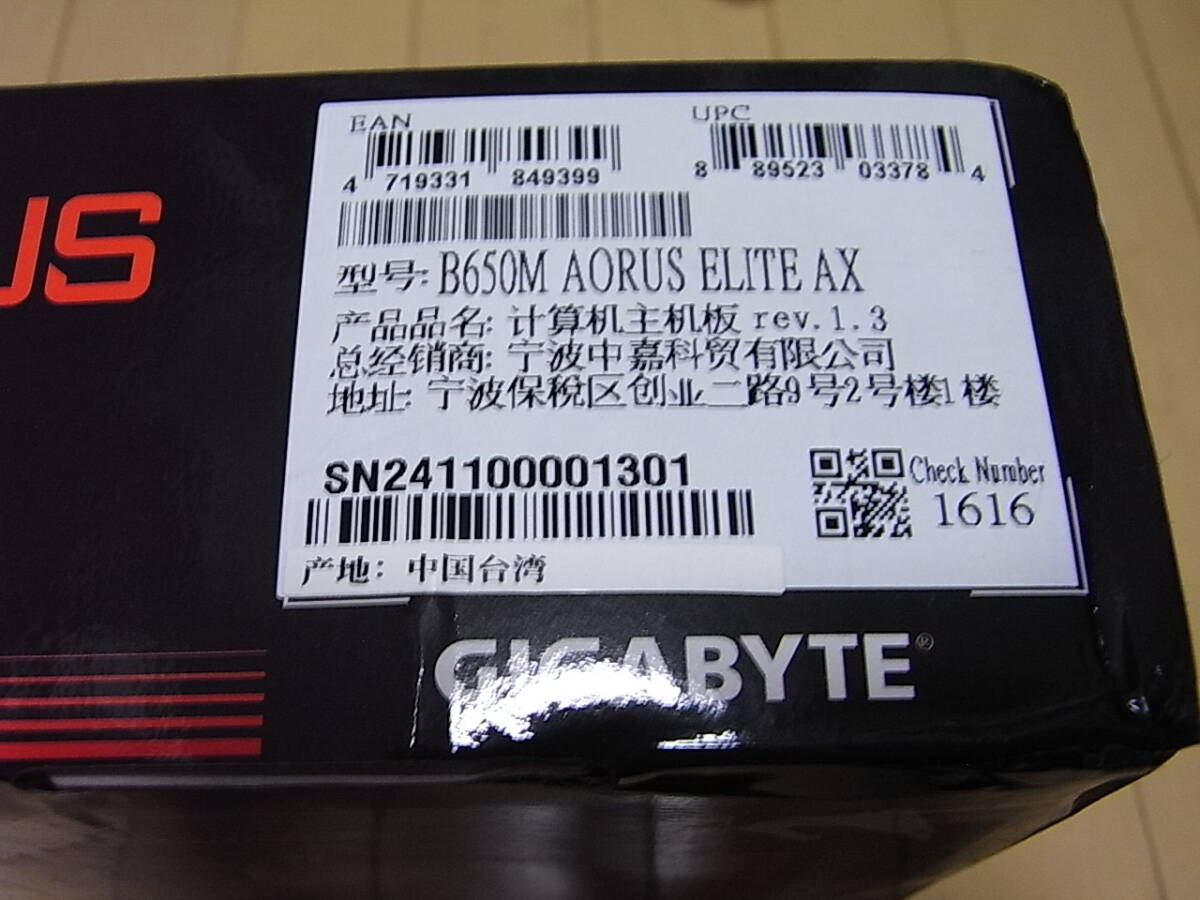 US
EAN
4 719331 849399
UPC
8 89523 03378 4
型号: B650M AORUS ELITE AX
产品品名: 计算机主机板 rev.1.3
总经销商: 宁波中嘉科贸有限公司
地址: 宁波保税区创业二路9号2号楼1楼
SN241100001301
Check Number
1616
产地: 中国台湾
GIGABYTE®